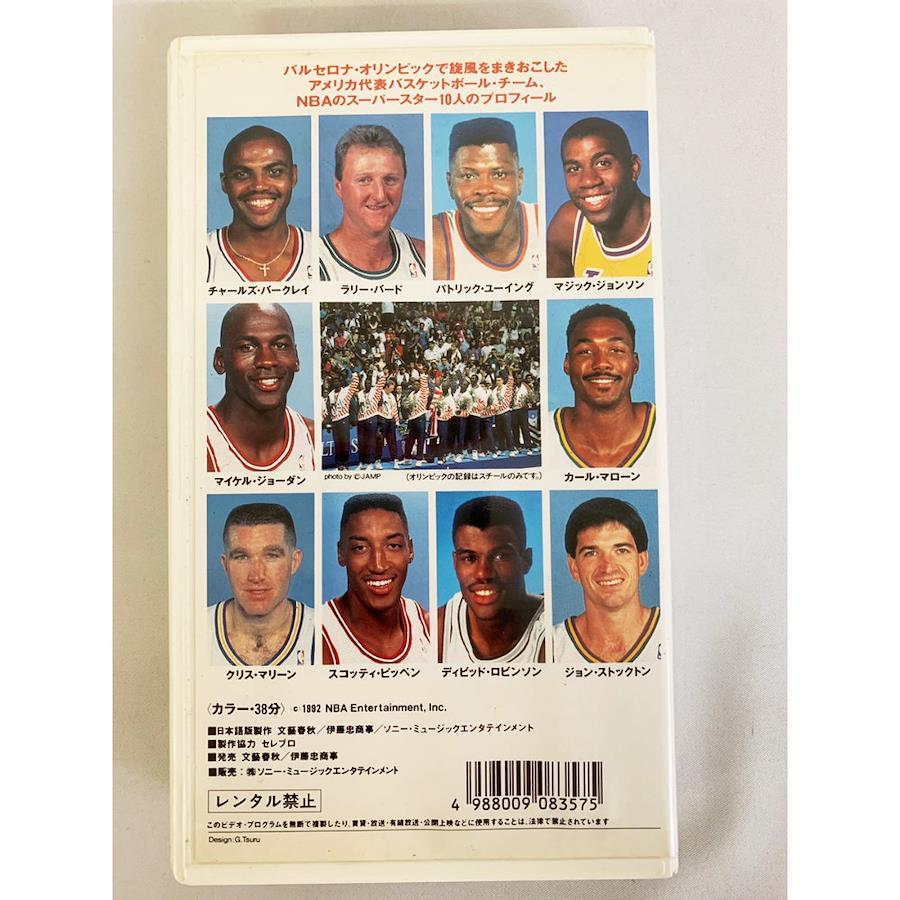 バルセロナ・オリンピックで旋風をまきおこした
アメリカ代表バスケットボール・チーム、
NBAのスーパースター10人のプロフィール
チャールズ・バークレイ
ラリー・バード
パトリック・ユーイング
マジック・ジョンソン
マイケル・ジョーダン
photo by ©JAMP
(オリンピックの記録はスチールのみです。)
カール・マローン
クリス・マリーン
スコッティ・ピッペン
ディビッド・ロビンソン
ジョン・ストックトン
〈カラー・38分〉 ©1992 NBA Entertainment, Inc.
■日本語版製作 文藝春秋/伊藤忠商事/ソニー・ミュージックエンタテインメント
■製作協力 セレブロ
■発売 文藝春秋/伊藤忠商事
■販売:㈱ソニー・ミュージックエンタテインメント
レンタル禁止
4 988009 083575
このビデオ・プログラムを無断で複製したり、賃貸・放送・有線放送・公開上映などに使用することは、法律で禁止されています
Design: G.Tsuru